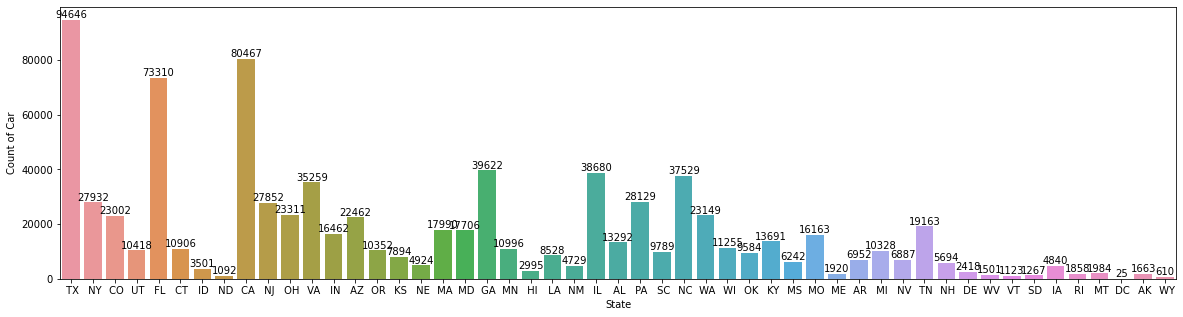 94646 27932 23002 10418 73310 10906 3501 1092 80467 27852 23311 35259 16462 22462 10352 7894 4924 17990 17706 39622 10996 2995 8528 4729 38680 13292 28129 9789 37529 23149 11255 9584 13691 6242 16163 1920 6952 10328 6887 19163 5694 2418 1501 1123 1267 4840 1858 1984 25 1663 610
80000
60000
40000
20000
0
Count of Car
TX NY CO UT FL CT ID ND CA NJ OH VA IN AZ OR KS NE MA MD GA MN HI LA NM IL AL PA SC NC WA WI OK KY MS MO ME AR MI NV TN NH DE WV VT SD IA RI MT DC AK WY
State